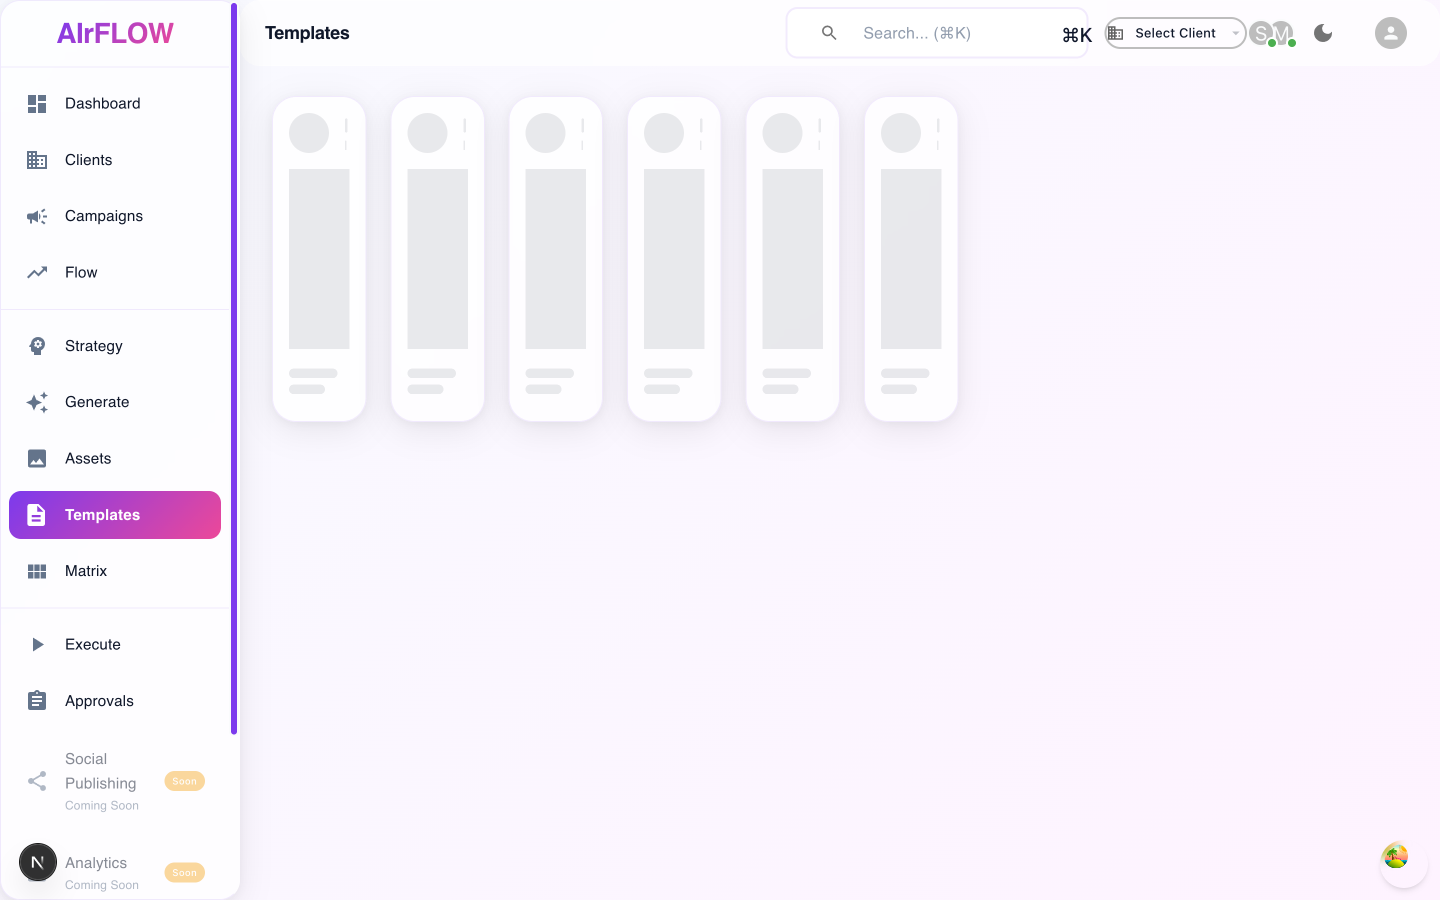 AIrFLOW
Templates
Search... (⌘K)
⌘K
Select Client
S
M
Dashboard
Clients
Campaigns
Flow
Strategy
Generate
Assets
Templates
Matrix
Execute
Approvals
Social
Publishing
Coming Soon
Soon
N
Analytics
Coming Soon
Soon